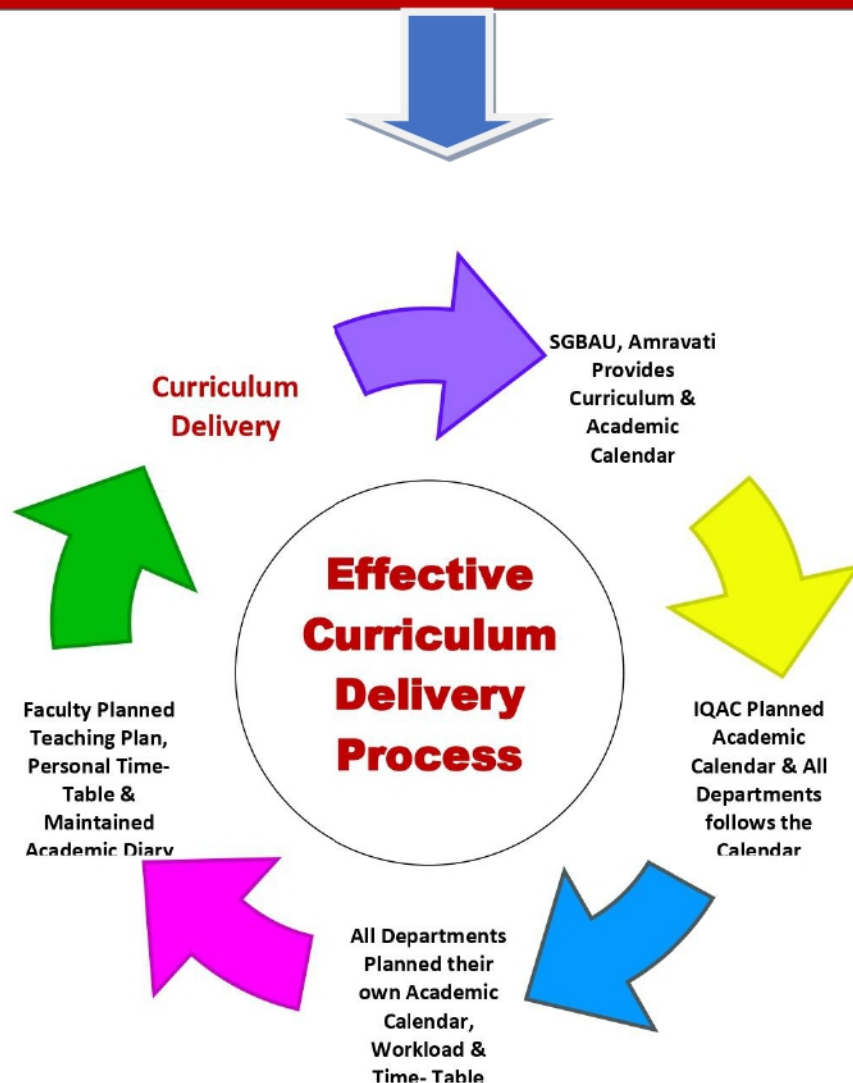 Curriculum
Delivery
SGBAU, Amravati
Provides
Curriculum &
Academic
Calendar
Effective
Curriculum
Delivery
Process
IQAC Planned
Academic
Calendar & All
Departments
follows the
Calendar
All Departments
Planned their
own Academic
Calendar,
Workload &
Time- Table
Faculty Planned
Teaching Plan,
Personal Time-
Table &
Maintained
Academic Diary